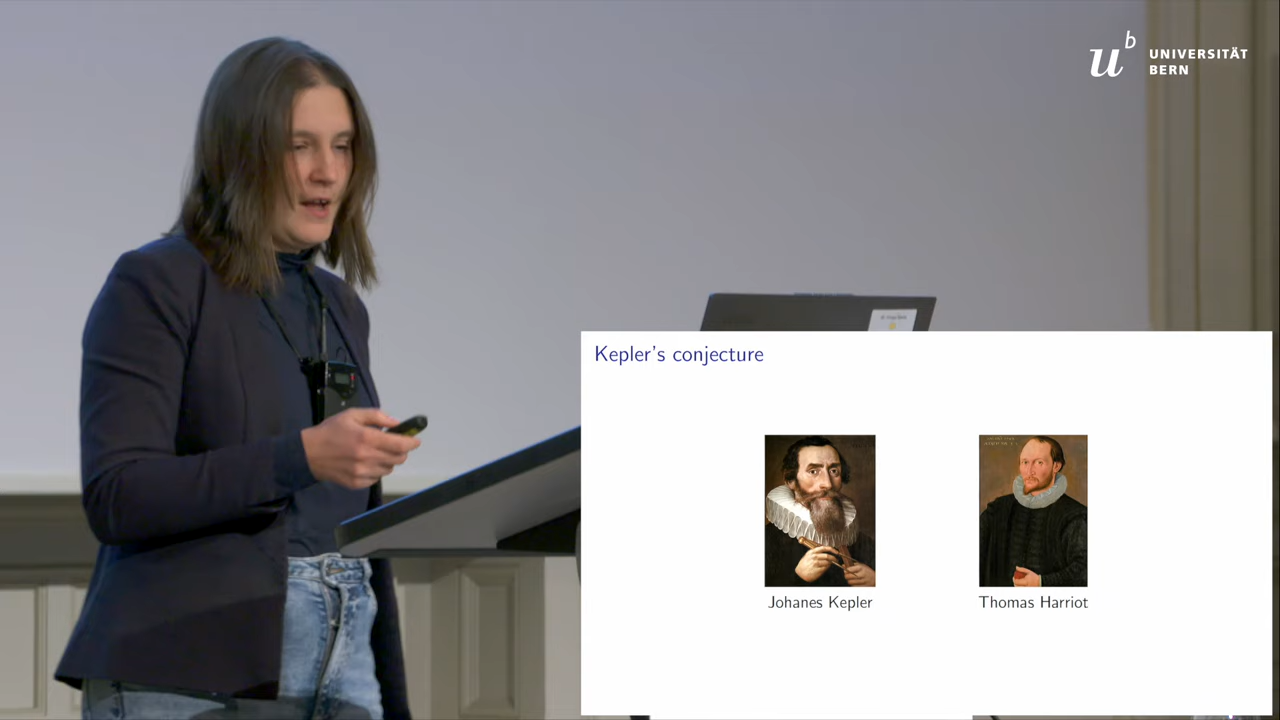 u b
UNIVERSITÄT
BERN
Kepler's conjecture
Johanes Kepler
Thomas Harriot